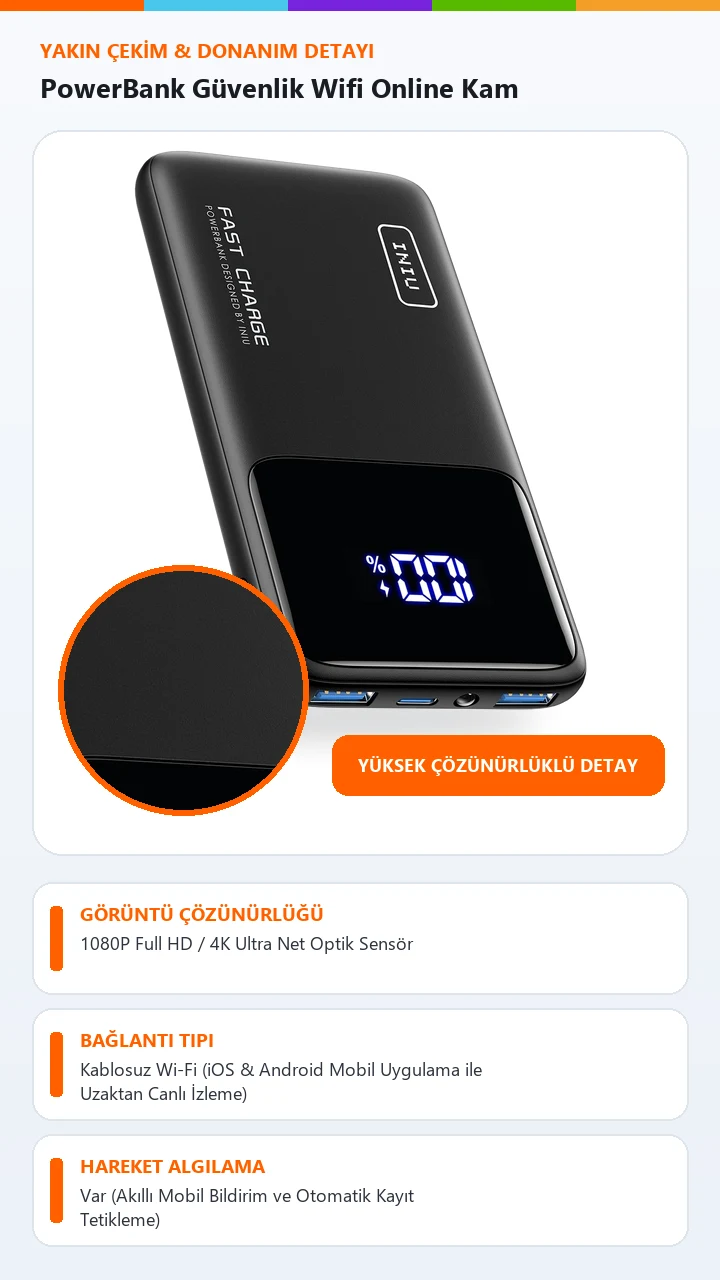 YAKIN ÇEKİM & DONANIM DETAYI
PowerBank Güvenlik Wifi Online Kam
FAST CHARGE
POWERBANK DESIGNED BY INIU
INIU
%00
YÜKSEK ÇÖZÜNÜRLÜKLÜ DETAY
GÖRÜNTÜ ÇÖZÜNÜRLÜĞÜ
1080P Full HD / 4K Ultra Net Optik Sensör
BAĞLANTI TIPI
Kablosuz Wi-Fi (iOS & Android Mobil Uygulama ile
Uzaktan Canlı İzleme)
HAREKET ALGILAMA
Var (Akıllı Mobil Bildirim ve Otomatik Kayıt
Tetikleme)